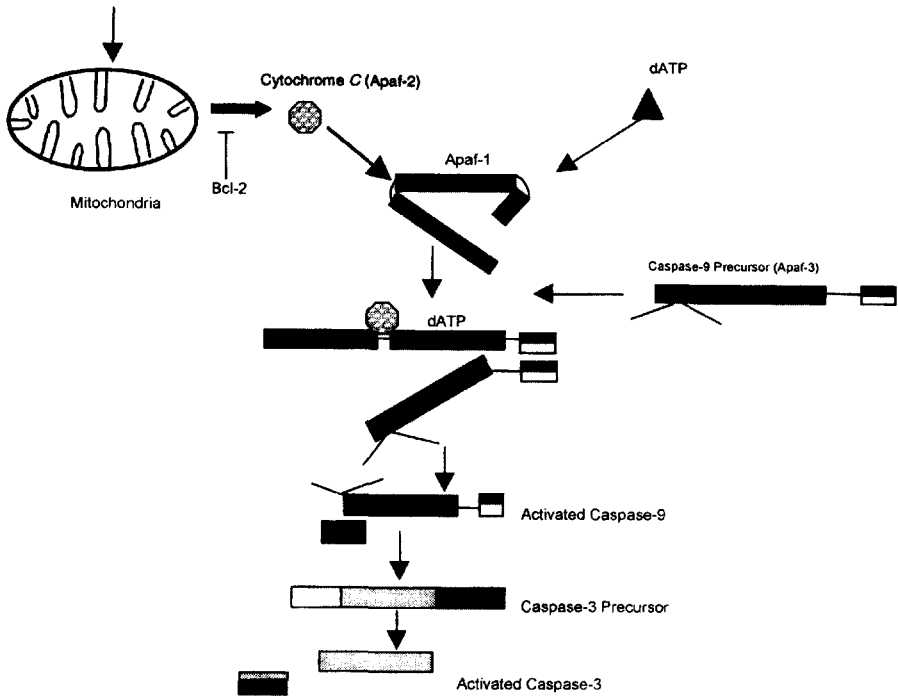 Cytochrome C (Apaf-2)
dATP
Apaf-1
Bcl-2
Mitochondria
Caspase-9 Precursor (Apaf-3)
dATP
Activated Caspase-9
Caspase-3 Precursor
Activated Caspase-3